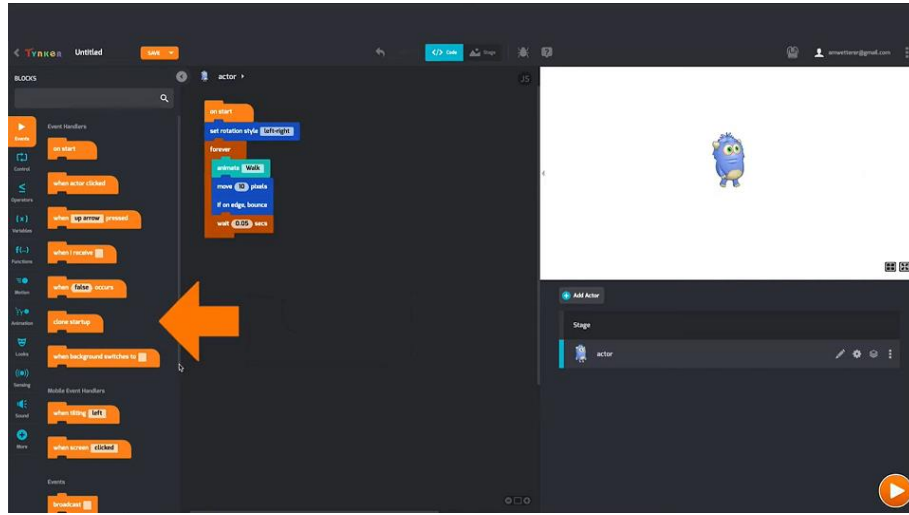 Tynker Untitled SAVE
Code Stage
amwetterer@gmail.com
BLOCKS
actor
JS
Events
Control
Operators
(x)
Variables
f(...)
Functions
Motion
Animation
Looks
Sensing
Sound
More
Event Handlers
on start
when actor clicked
when up arrow pressed
when I receive
when false occurs
clone startup
when background switches to
Mobile Event Handlers
when tilting left
when screen clicked
Events
broadcast
on start
set rotation style left-right
forever
animate Walk
move 10 pixels
if on edge, bounce
wait 0.05 secs
Add Actor
Stage
actor